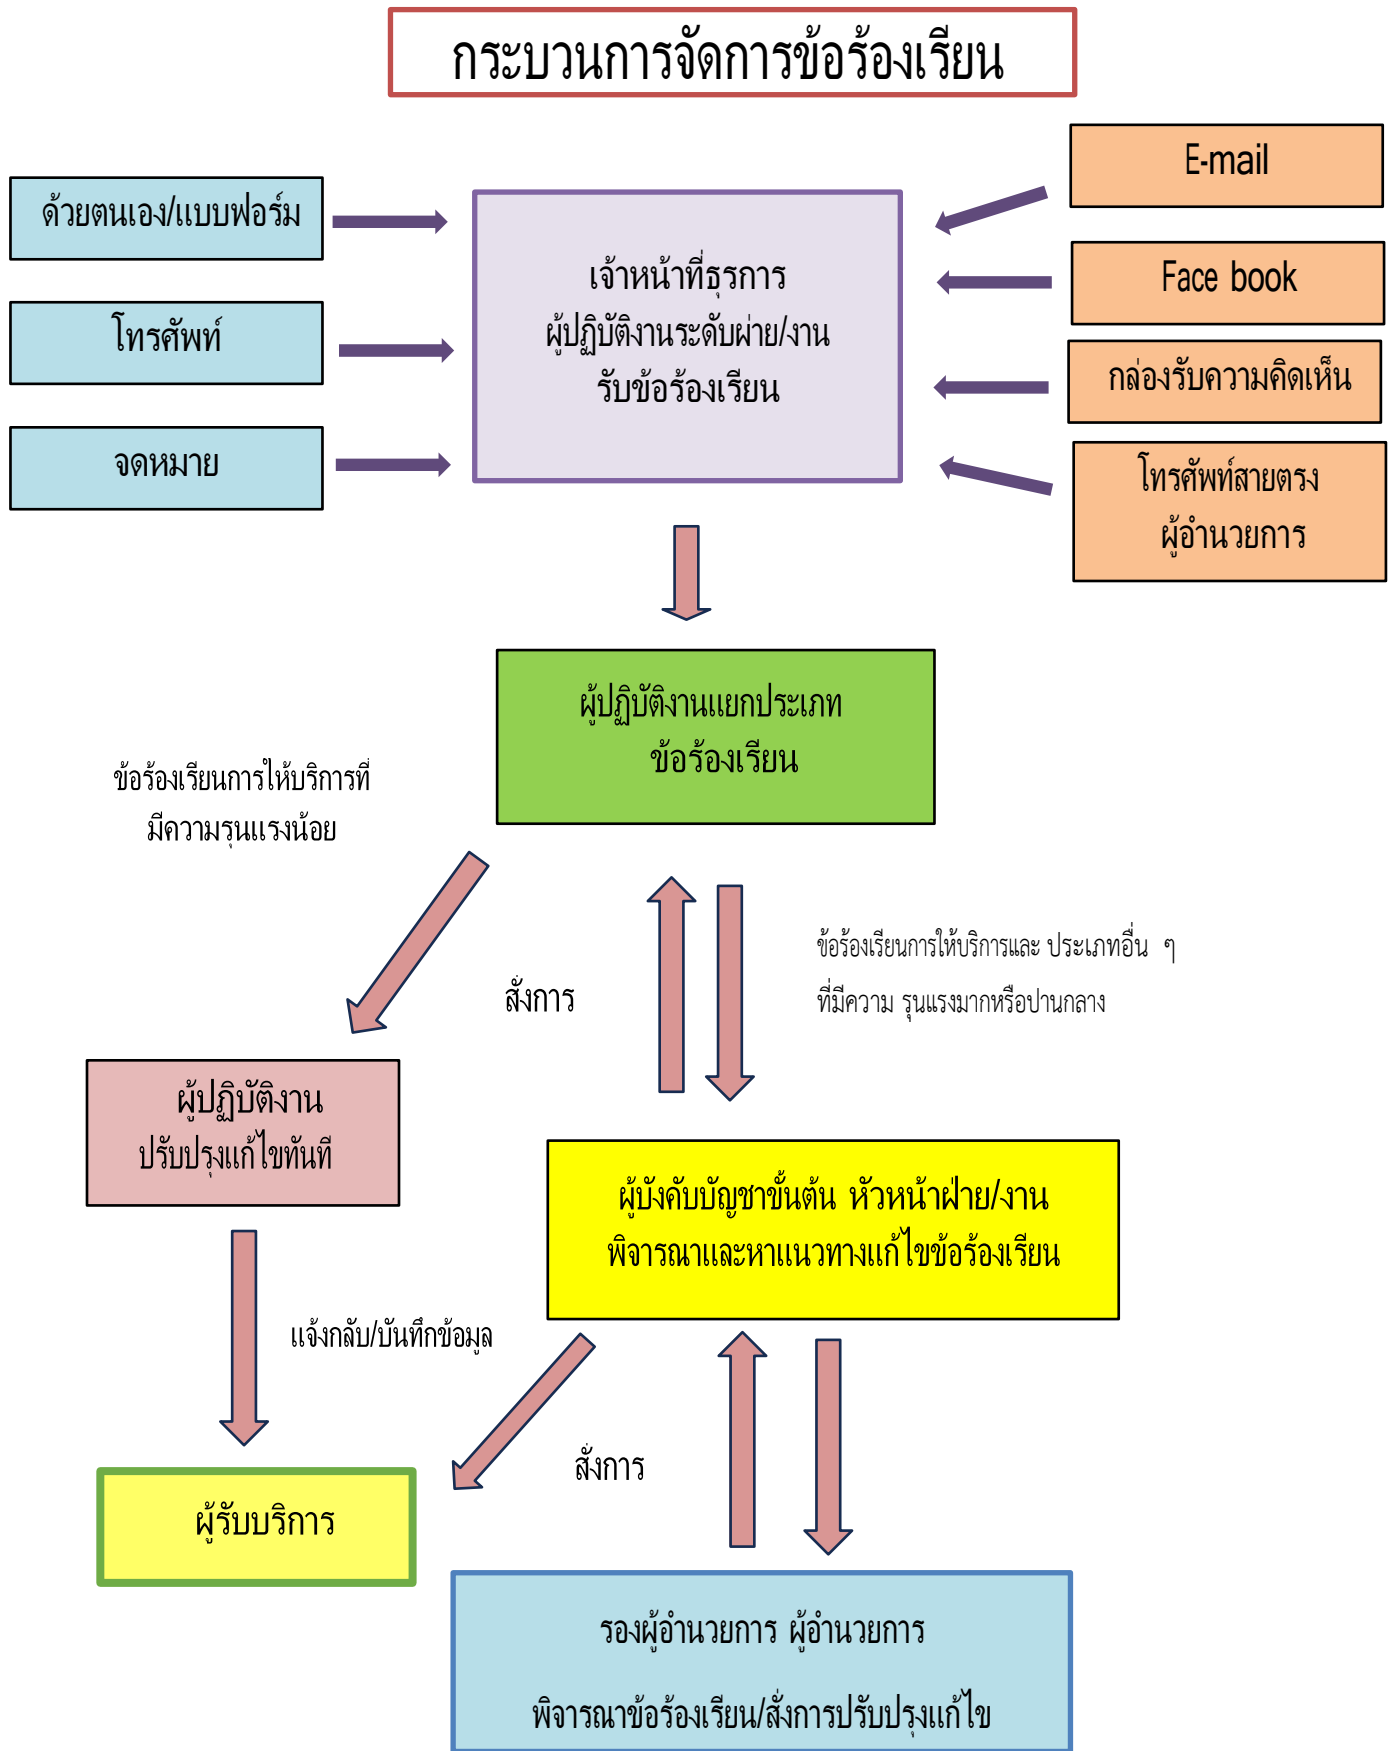 กระบวนการจัดการข้อร้องเรียน
ด้วยตนเอง/แบบฟอร์ม
โทรศัพท์
จดหมาย
เจ้าหน้าที่ธุรการ
ผู้ปฏิบัติงานระดับผ่าย/งาน
รับข้อร้องเรียน
E-mail
Face book
กล่องรับความคิดเห็น
โทรศัพท์สายตรง
ผู้อำนวยการ
ผู้ปฏิบัติงานแยกประเภท
ข้อร้องเรียน
ข้อร้องเรียนการให้บริการที่
มีความรุนแรงน้อย
สั่งการ
ข้อร้องเรียนการให้บริการและ ประเภทอื่น ๆ
ที่มีความ รุนแรงมากหรือปานกลาง
ผู้ปฏิบัติงาน
ปรับปรุงแก้ไขทันที
ผู้บังคับบัญชาขั้นต้น หัวหน้าฝ่าย/งาน
พิจารณาและหาแนวทางแก้ไขข้อร้องเรียน
แจ้งกลับ/บันทึกข้อมูล
สั่งการ
ผู้รับบริการ
รองผู้อำนวยการ ผู้อำนวยการ
พิจารณาข้อร้องเรียน/สั่งการปรับปรุงแก้ไข